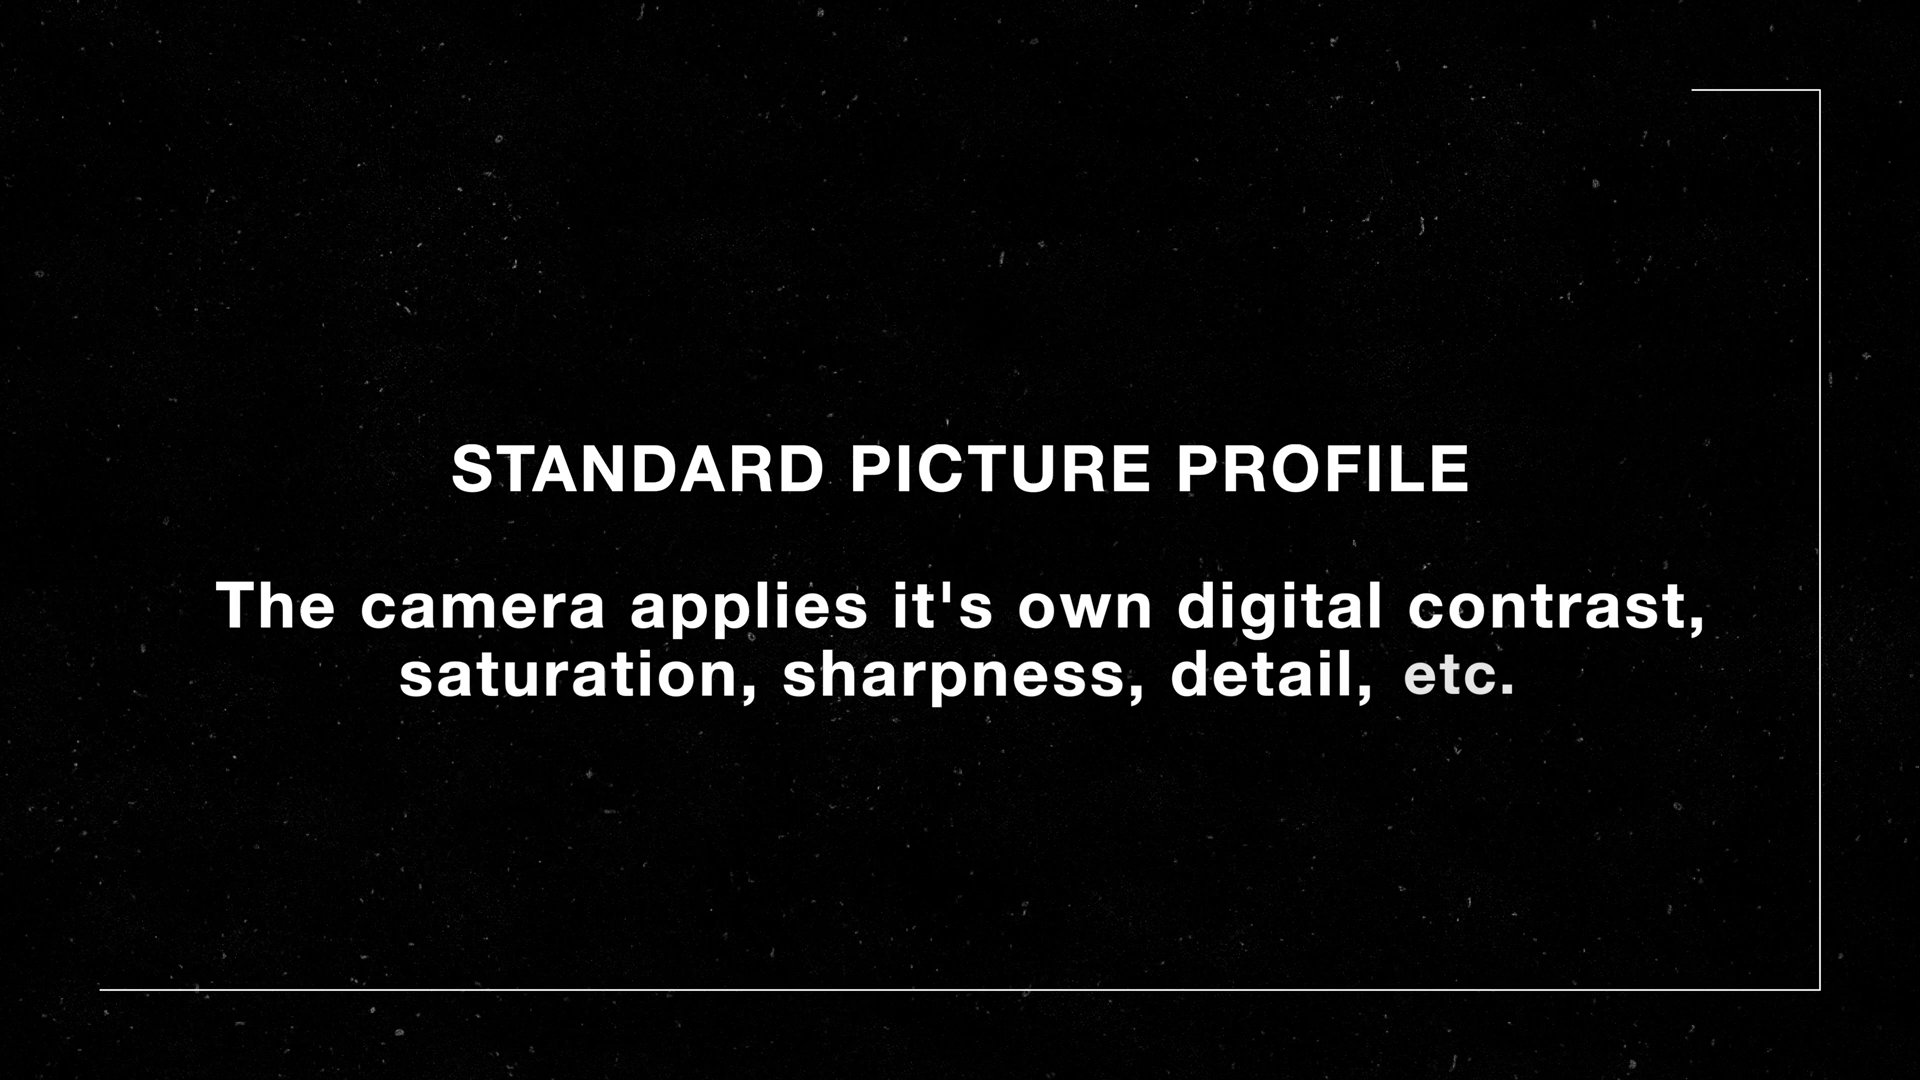 STANDARD PICTURE PROFILE
The camera applies it's own digital contrast,
saturation, sharpness, detail, etc.